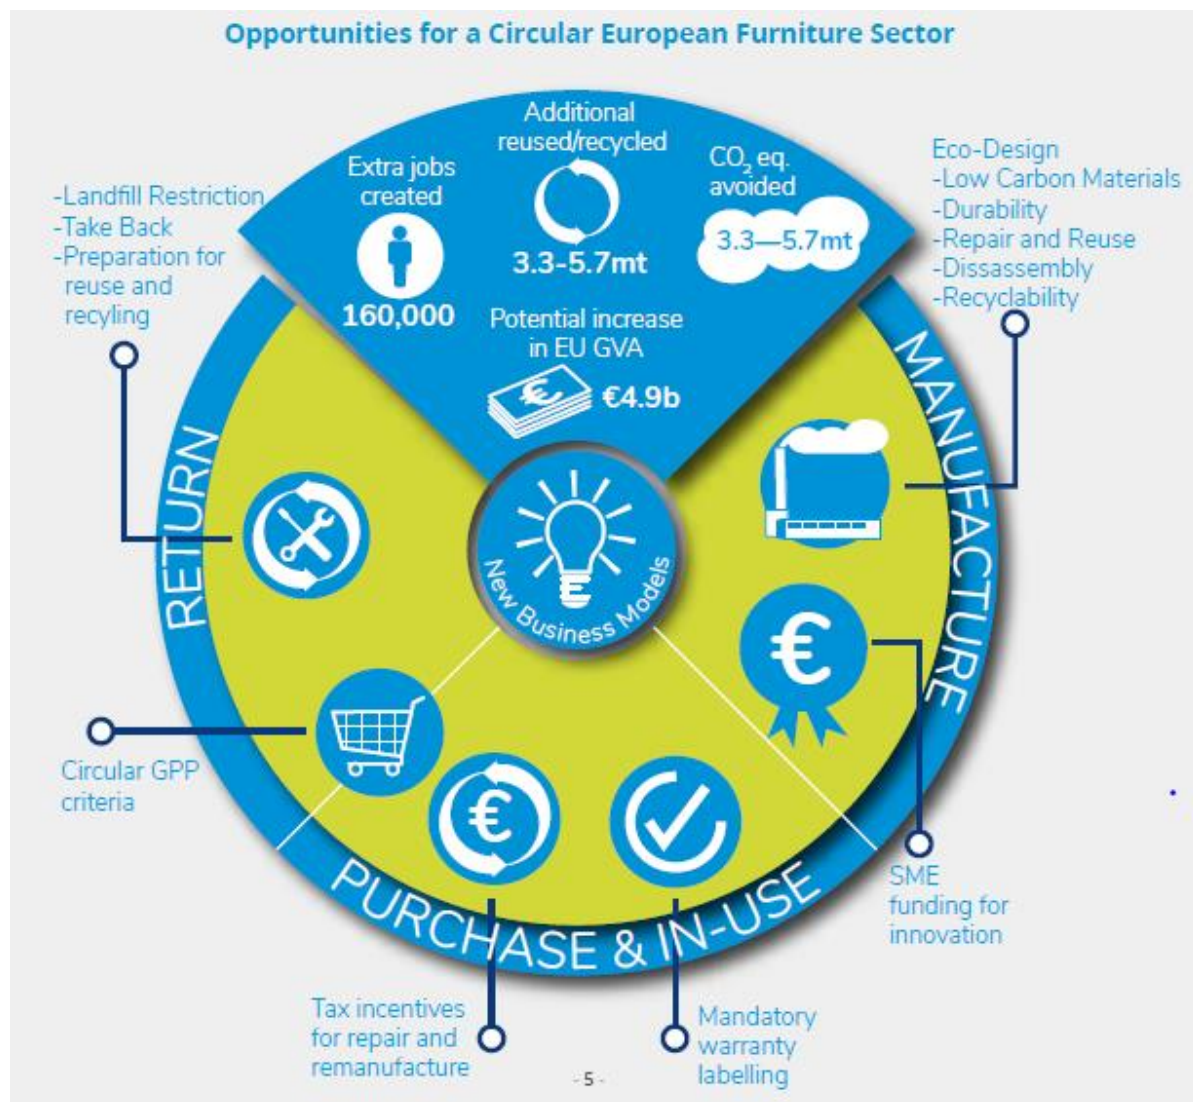 Opportunities for a Circular European Furniture Sector
Extra jobs
created
160,000
Additional
reused/recycled
3.3-5.7mt
CO₂ eq.
avoided
3.3—5.7mt
Potential increase
in EU GVA
€
€4.9b
-Landfill Restriction
-Take Back
-Preparation for
reuse and
recyling
Eco-Design
-Low Carbon Materials
-Durability
-Repair and Reuse
-Dissassembly
-Recyclability
RETURN
MANUFACTURE
New Business Models
€
Circular GPP
criteria
€
SME
funding for
innovation
PURCHASE & IN-USE
Tax incentives
for repair and
remanufacture
Mandatory
warranty
labelling
- 5 -